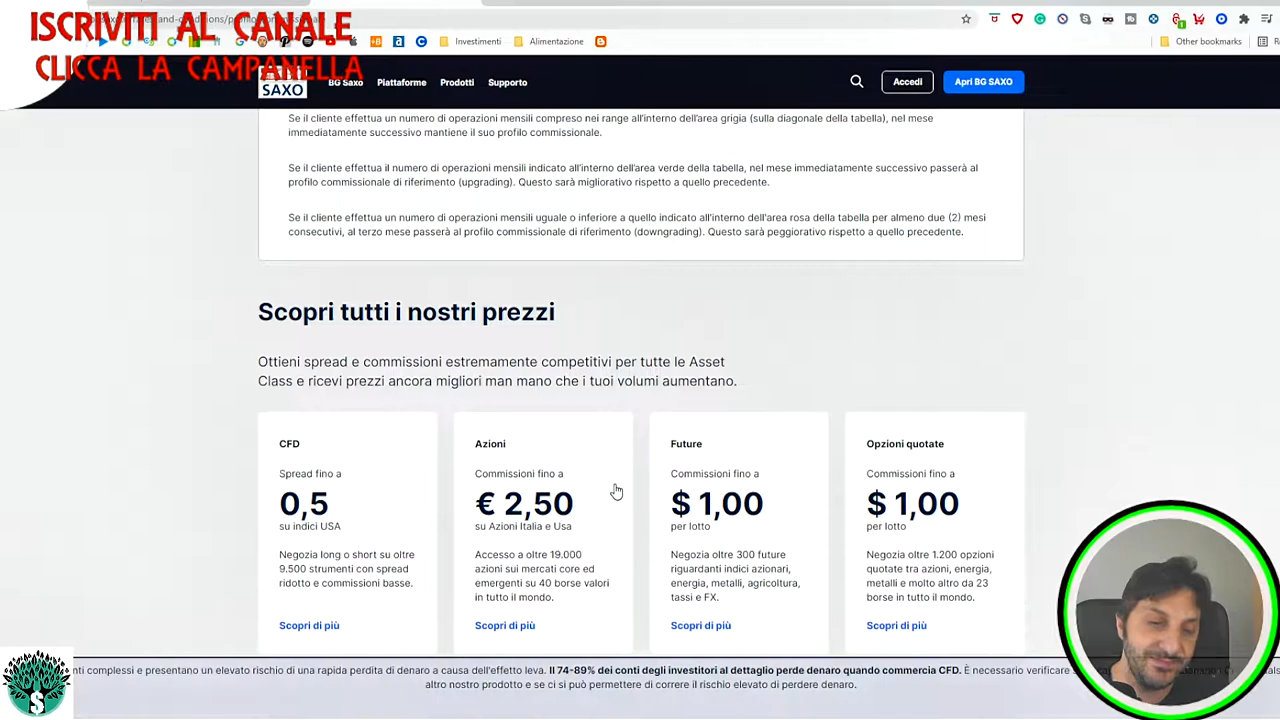 ISCRIVITI AL CANALE
CLICCA LA CAMPANELLA
Investimenti
Alimentazione
Other bookmarks
SAXO
BG Saxo
Piattaforme
Prodotti
Supporto
Accedi
Apri BG SAXO
Se il cliente effettua un numero di operazioni mensili compreso nei range all'interno dell'area grigia (sulla diagonale della tabella), nel mese
immediatamente successivo mantiene il suo profilo commissionale.
Se il cliente effettua il numero di operazioni mensili indicato all'interno dell'area verde della tabella, nel mese immediatamente successivo passerà al
profilo commissionale di riferimento (upgrading). Questo sarà migliorativo rispetto a quello precedente.
Se il cliente effettua un numero di operazioni mensili uguale o inferiore a quello indicato all'interno dell'area rosa della tabella per almeno due (2) mesi
consecutivi, al terzo mese passerà al profilo commissionale di riferimento (downgrading). Questo sarà peggiorativo rispetto a quello precedente.
Scopri tutti i nostri prezzi
Ottieni spread e commissioni estremamente competitivi per tutte le Asset
Class e ricevi prezzi ancora migliori man mano che i tuoi volumi aumentano.
CFD
Spread fino a
0,5
su indici USA
Negozia long o short su oltre
9.500 strumenti con spread
ridotto e commissioni basse.
Scopri di più
Azioni
Commissioni fino a
€ 2,50
su Azioni Italia e Usa
Accesso a oltre 19.000
azioni sui mercati core ed
emergenti su 40 borse valori
in tutto il mondo.
Scopri di più
Future
Commissioni fino a
$ 1,00
per lotto
Negozia oltre 300 future
riguardanti indici azionari,
energia, metalli, agricoltura,
tassi e FX.
Scopri di più
Opzioni quotate
Commissioni fino a
$ 1,00
per lotto
Negozia oltre 1.200 opzioni
quotate tra azioni, energia,
metalli e molto altro da 23
borse in tutto il mondo.
Scopri di più
complessi e presentano un elevato rischio di una rapida perdita di denaro a causa dell'effetto leva. Il 74-89% dei conti degli investitori al dettaglio perde denaro quando commercia CFD. È necessario verificare
altro nostro prodotto e se ci si può permettere di correre il rischio elevato di perdere denaro.
$